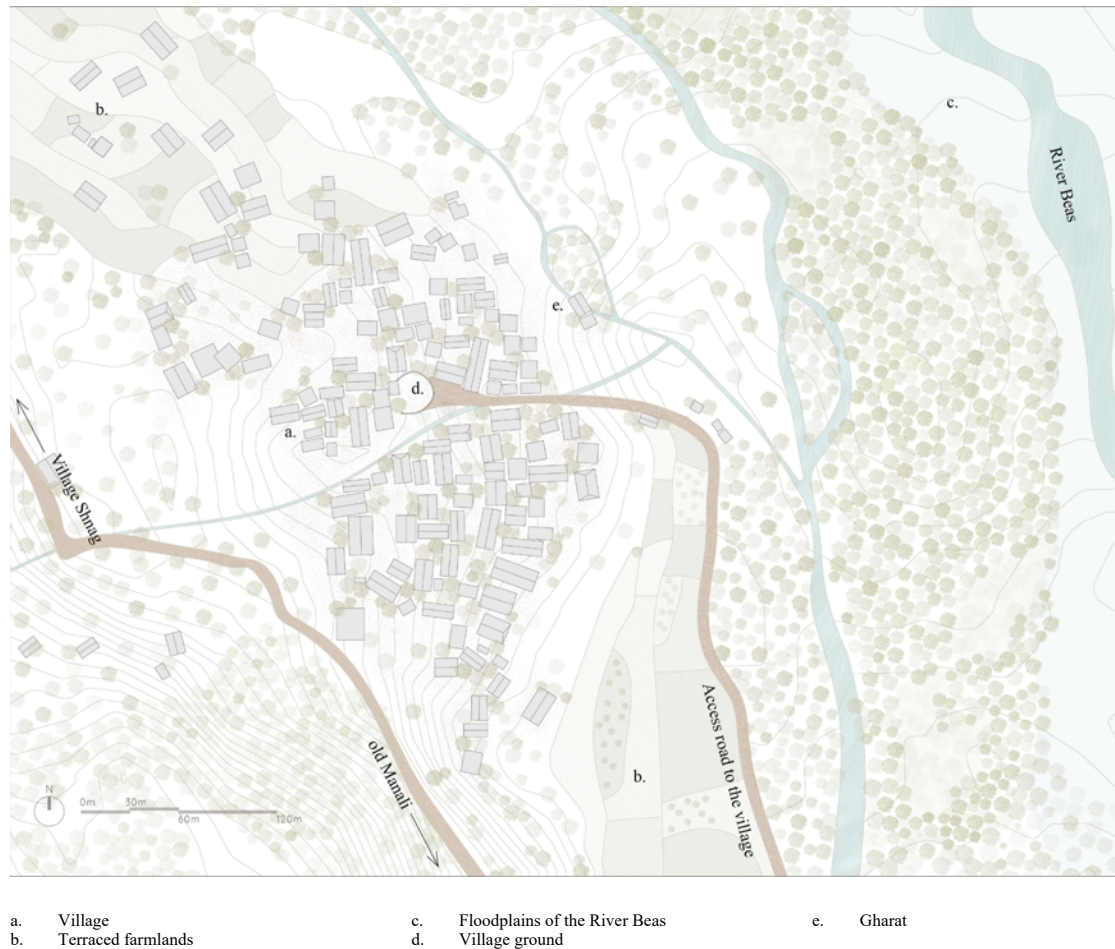 b.
c.
River Beas
e.
d.
a.
Village Shnag
Access road to the village
old Manali
b.
N
0m 30m
60m 120m
a. Village
b. Terraced farmlands
c. Floodplains of the River Beas
d. Village ground
e. Gharat